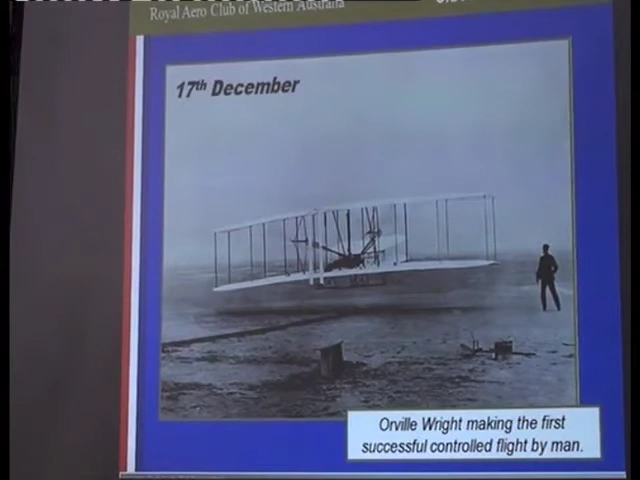 Royal Aero Club of Western Australia
17th December
Orville Wright making the first
successful controlled flight by man.